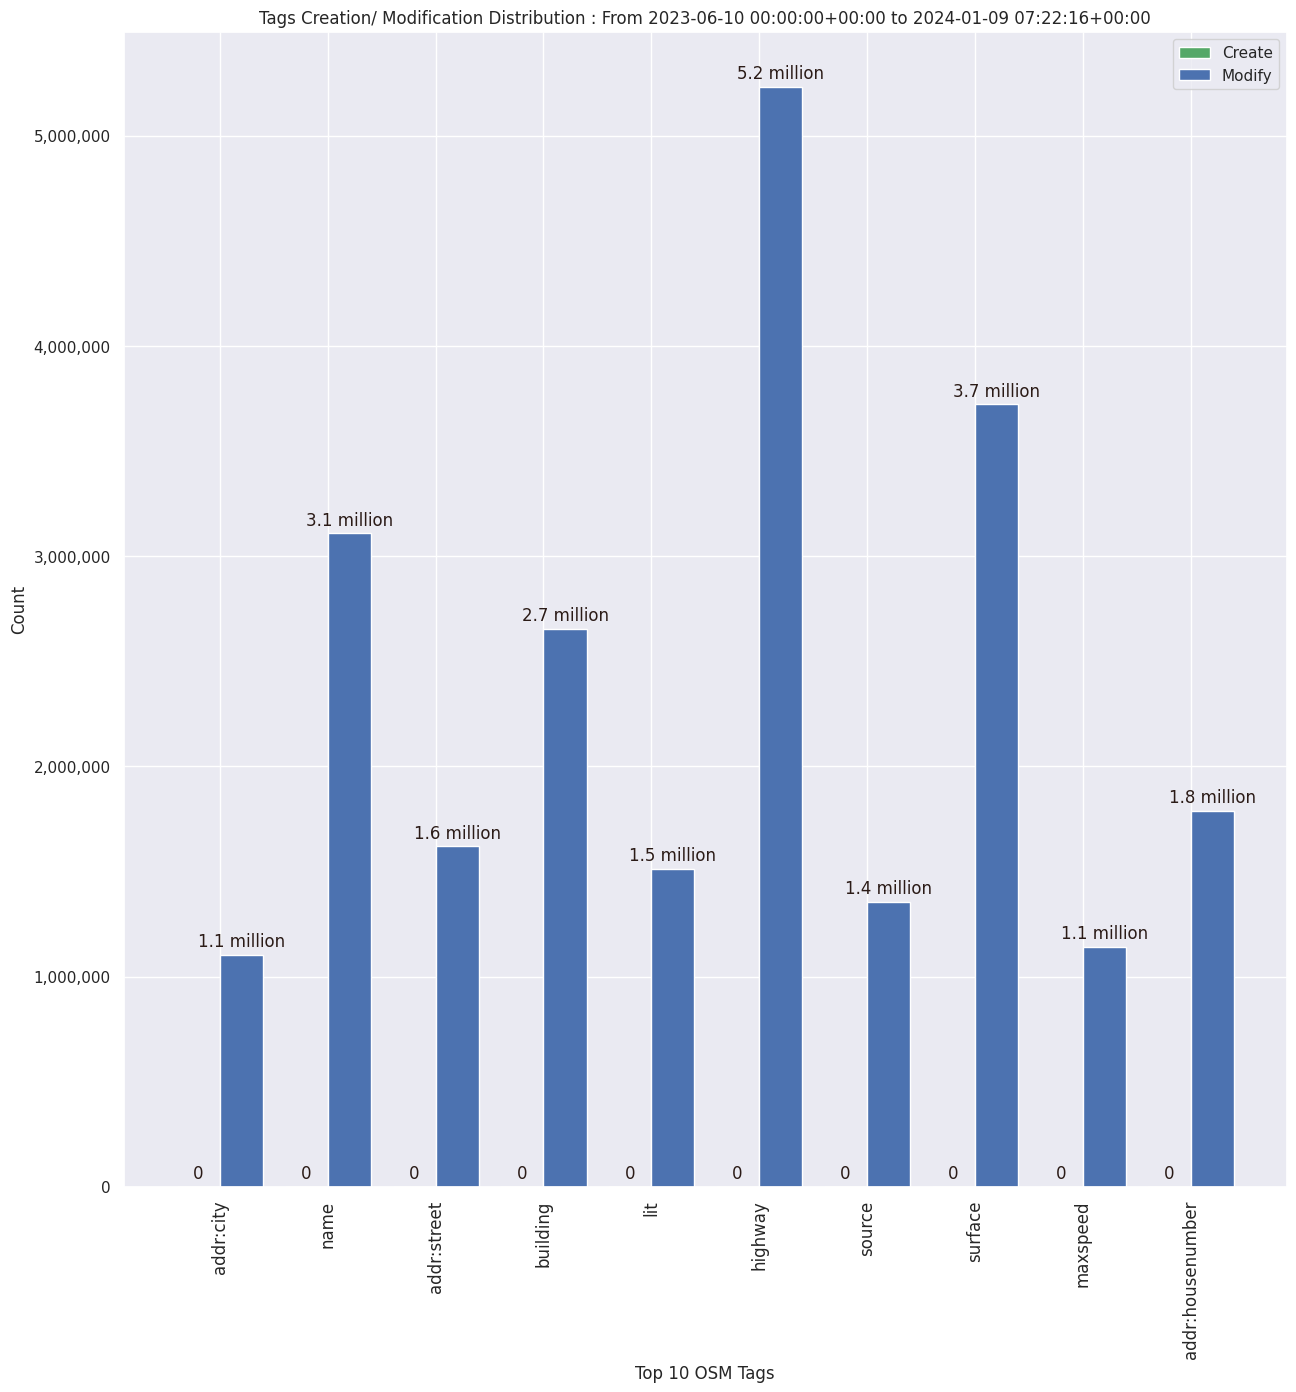 Tags Creation/ Modification Distribution : From 2023-06-10 00:00:00+00:00 to 2024-01-09 07:22:16+00:00
Create
Modify
5.2 million
5,000,000
4,000,000
3.7 million
3.1 million
3,000,000
2.7 million
Count
2,000,000
1.8 million
1.6 million
1.5 million
1.4 million
1.1 million
1.1 million
1,000,000
0 0 0 0 0 0 0 0 0 0
0
addr:city
name
addr:street
building
lit
highway
source
surface
maxspeed
addr:housenumber
Top 10 OSM Tags